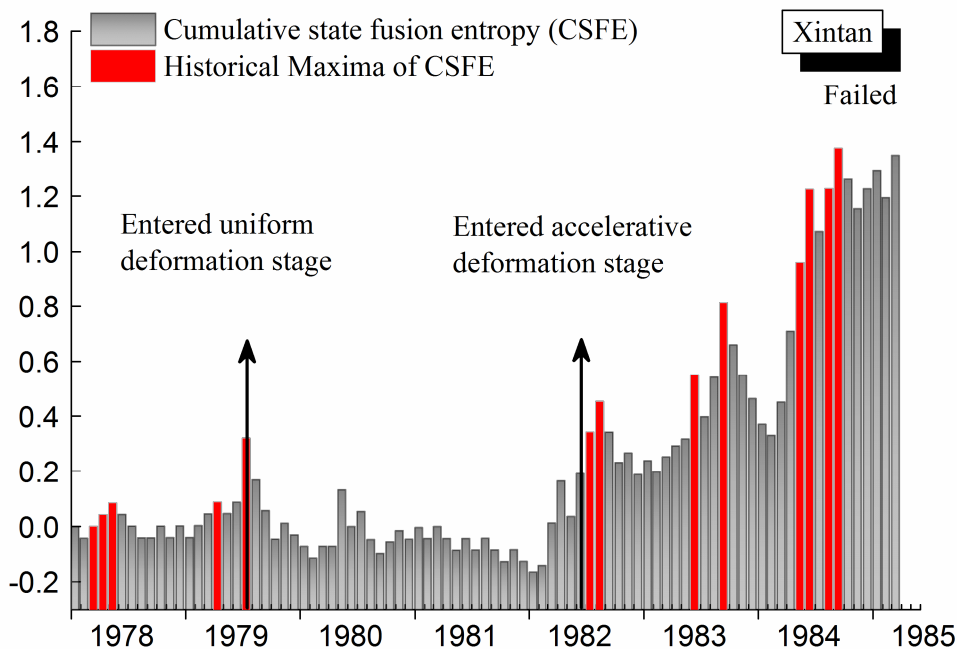 1.8
1.6
1.4
1.2
1.0
0.8
0.6
0.4
0.2
0.0
-0.2
Cumulative state fusion entropy (CSFE)
Historical Maxima of CSFE
Xintan
Failed
Entered uniform
deformation stage
Entered accelerative
deformation stage
1978 1979 1980 1981 1982 1983 1984 1985